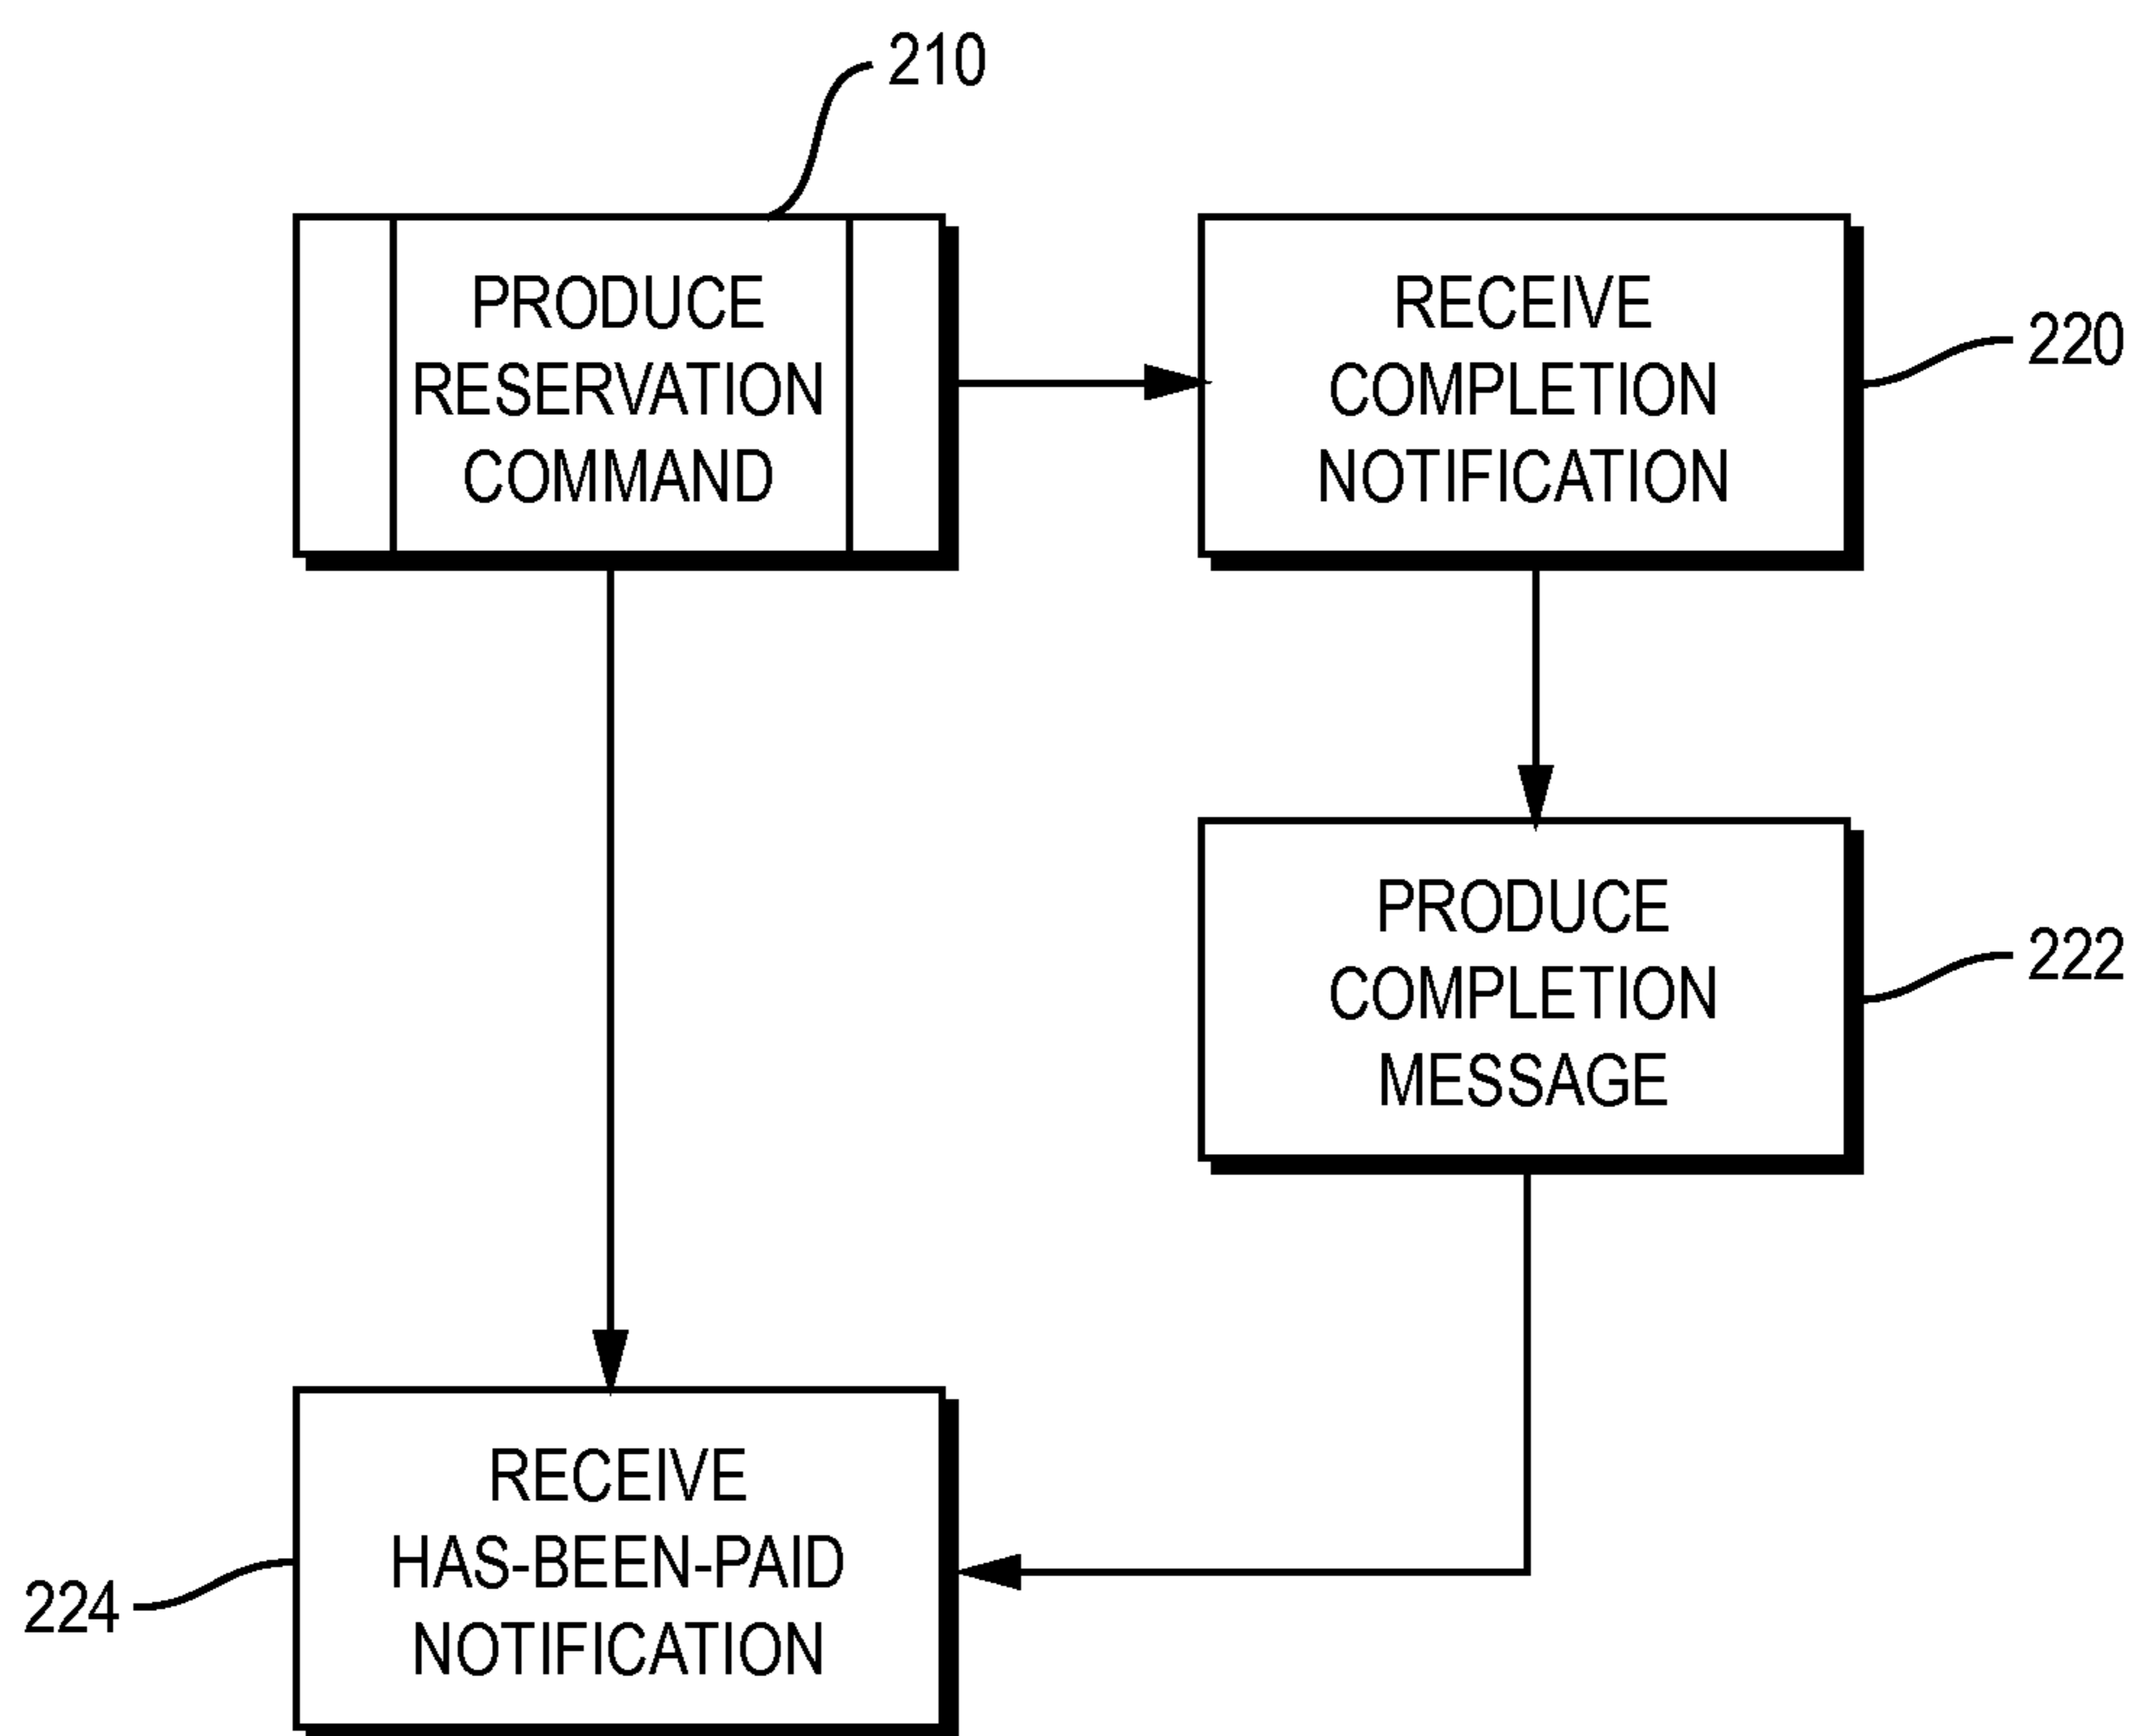 210
PRODUCE
RESERVATION
COMMAND
RECEIVE
COMPLETION
NOTIFICATION
220
PRODUCE
COMPLETION
MESSAGE
222
RECEIVE
HAS-BEEN-PAID
NOTIFICATION
224